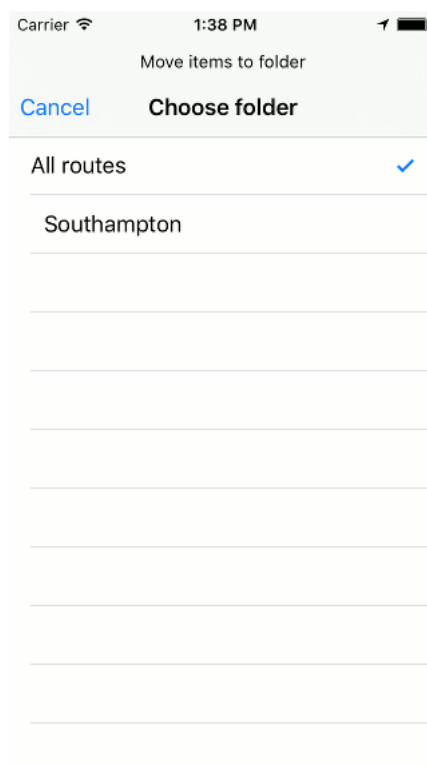 Carrier 1:38 PM
Move items to folder
Cancel Choose folder
All routes
Southampton